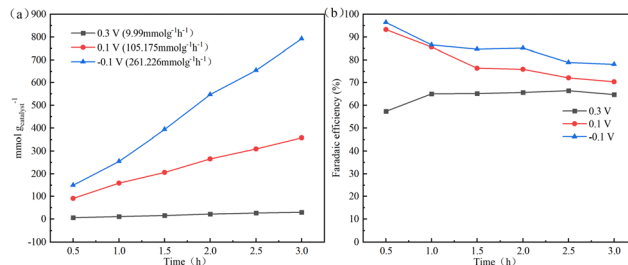 (a)
0.3 V (9.99mmolg⁻¹h⁻¹)
0.1 V (105.175mmolg⁻¹h⁻¹)
-0.1 V (261.226mmolg⁻¹h⁻¹)
900
800
700
600
500
400
300
200
100
0
-100
mmol gcatalyst⁻¹
0.5 1.0 1.5 2.0 2.5 3.0
Time（h）
(b)
100
90
80
70
60
50
40
30
20
10
0
Faradaic efficiency (%)
0.3 V
0.1 V
-0.1 V
0.5 1.0 1.5 2.0 2.5 3.0
Time（h）